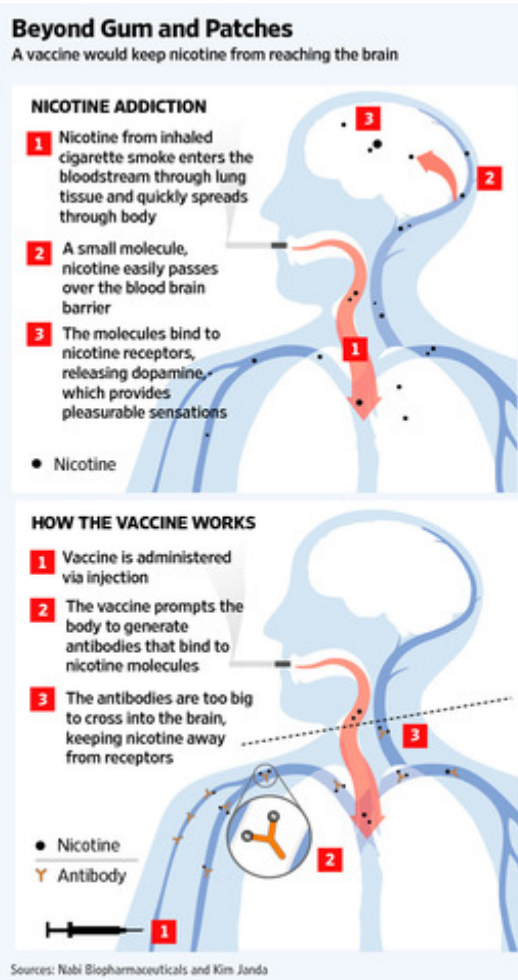 Beyond Gum and Patches
A vaccine would keep nicotine from reaching the brain
NICOTINE ADDICTION
1 Nicotine from inhaled
cigarette smoke enters the
bloodstream through lung
tissue and quickly spreads
through body
2 A small molecule,
nicotine easily passes
over the blood brain
barrier
3 The molecules bind to
nicotine receptors,
releasing dopamine,
which provides
pleasurable sensations
Nicotine
3
2
1
HOW THE VACCINE WORKS
1 Vaccine is administered
via injection
2 The vaccine prompts the
body to generate
antibodies that bind to
nicotine molecules
3 The antibodies are too big
to cross into the brain,
keeping nicotine away
from receptors
Nicotine
Antibody
3
2
1
Sources: Nabi Biopharmaceuticals and Kim Janda